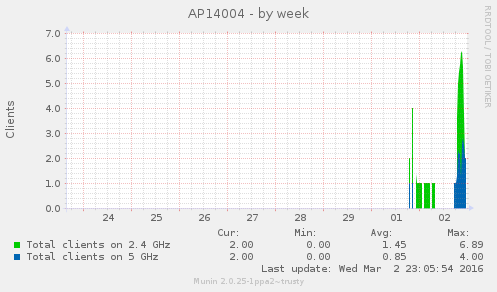 AP14004 - by week
RRDTOOL / TOBI OETIKER
Clients
7.0
6.0
5.0
4.0
3.0
2.0
1.0
0.0
24 25 26 27 28 29 01 02
Cur: Min: Avg: Max:
Total clients on 2.4 GHz 2.00 0.00 1.45 6.89
Total clients on 5 GHz 2.00 0.00 0.85 4.00
Last update: Wed Mar 2 23:05:54 2016
Munin 2.0.25-1ppa2~trusty